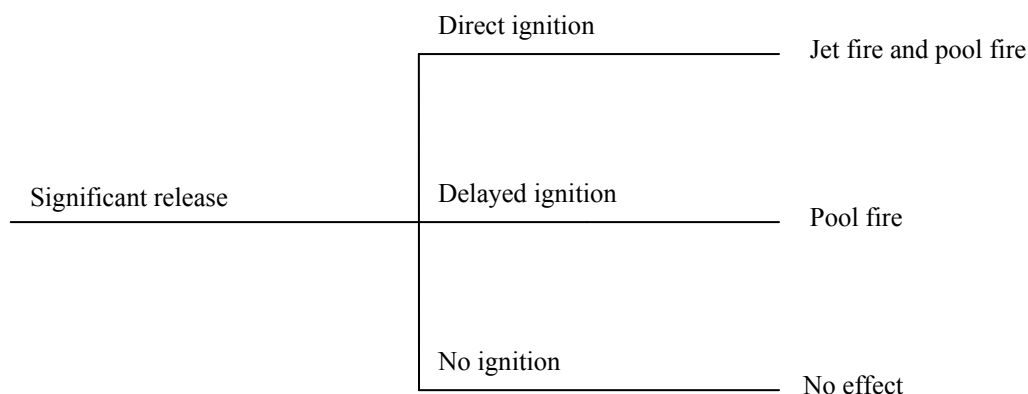 Direct ignition
Jet fire and pool fire
Significant release
Delayed ignition
Pool fire
No ignition
No effect